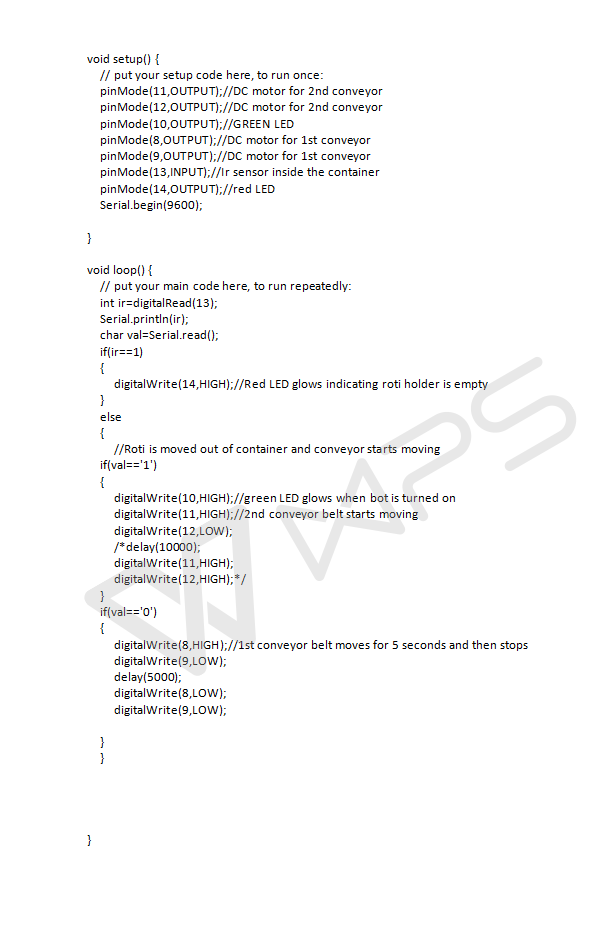 void setup() {
// put your setup code here, to run once:
pinMode(11,OUTPUT);//DC motor for 2nd conveyor
pinMode(12,OUTPUT);//DC motor for 2nd conveyor
pinMode(10,OUTPUT);//GREEN LED
pinMode(8,OUTPUT);//DC motor for 1st conveyor
pinMode(9,OUTPUT);//DC motor for 1st conveyor
pinMode(13,INPUT);//Ir sensor inside the container
pinMode(14,OUTPUT);//red LED
Serial.begin(9600);
}
void loop() {
// put your main code here, to run repeatedly:
int ir=digitalRead(13);
Serial.println(ir);
char val=Serial.read();
if(ir==1)
{
digitalWrite(14,HIGH);//Red LED glows indicating roti holder is empty
}
else
{
//Roti is moved out of container and conveyor starts moving
if(val=='1')
{
digitalWrite(10,HIGH);//green LED glows when bot is turned on
digitalWrite(11,HIGH);//2nd conveyor belt starts moving
digitalWrite(12,LOW);
/*delay(10000);
digitalWrite(11,HIGH);
digitalWrite(12,HIGH);*/
}
if(val=='0')
{
digitalWrite(8,HIGH);//1st conveyor belt moves for 5 seconds and then stops
digitalWrite(9,LOW);
delay(5000);
digitalWrite(8,LOW);
digitalWrite(9,LOW);
}
}
}
WPS